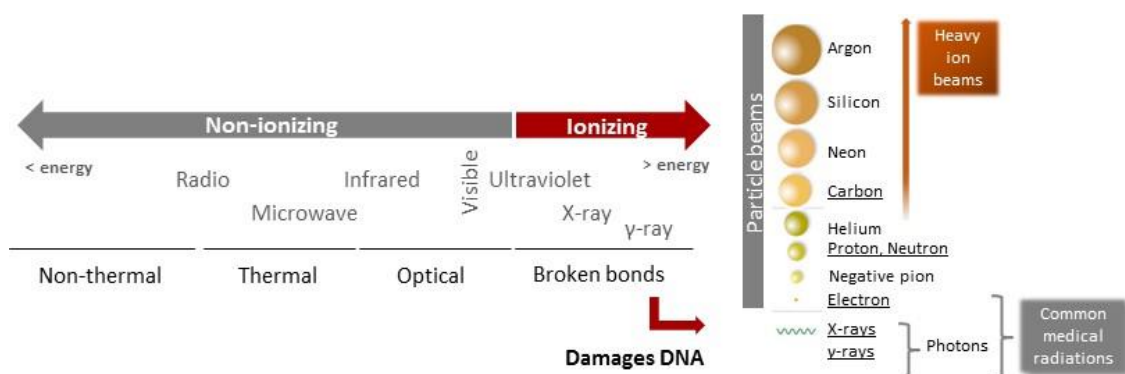 Non-ionizing
Ionizing
< energy
> energy
Radio
Infrared
Visible
Ultraviolet
Microwave
X-ray
γ-ray
Non-thermal
Thermal
Optical
Broken bonds
Damages DNA
Particle beams
Argon
Silicon
Neon
Carbon
Helium
Proton, Neutron
Negative pion
Electron
X-rays
γ-rays
Photons
Heavy
ion
beams
Common
medical
radiations